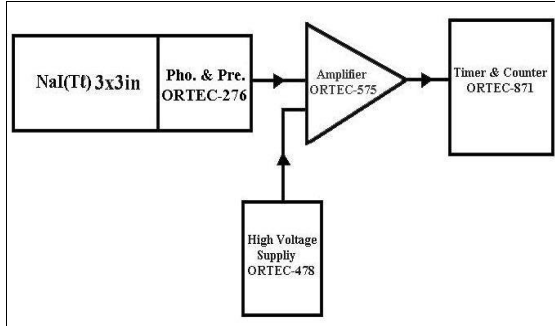 NaI(Tℓ) 3x3in
Pho. & Pre.
ORTEC-276
Amplifier
ORTEC-575
Timer & Counter
ORTEC-871
High Voltage
Suppliy
ORTEC-478